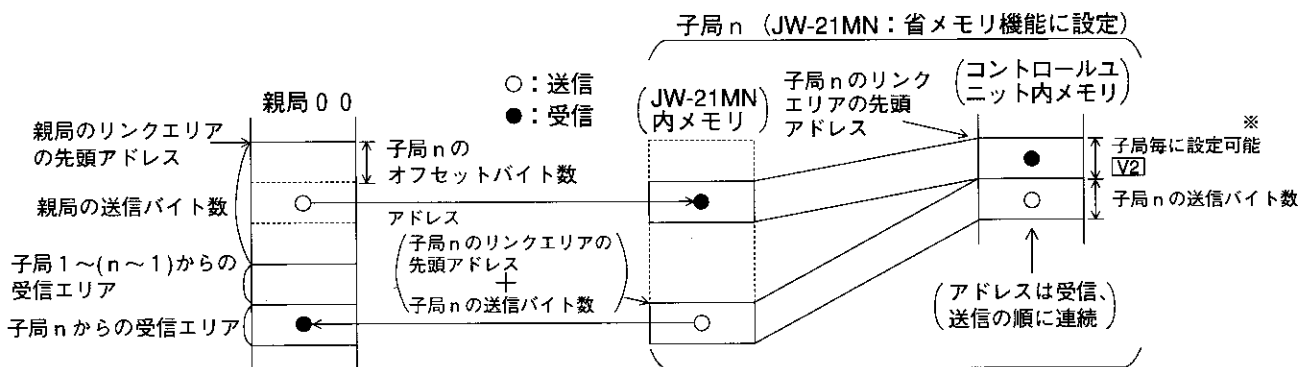 子局n（JW-21MN：省メモリ機能に設定）
○：送信
●：受信
親局00
親局のリンクエリア
の先頭アドレス
親局の送信バイト数
子局1～(n～1)からの
受信エリア
子局nからの受信エリア
子局nの
オフセットバイト数
アドレス
子局nのリンクエリアの
先頭アドレス
＋
子局nの送信バイト数
JW-21MN
内メモリ
子局nのリンク
エリアの先頭
アドレス
コントロールユ
ニット内メモリ
※
子局毎に設定可能
V2
子局nの送信バイト数
アドレスは受信、
送信の順に連続